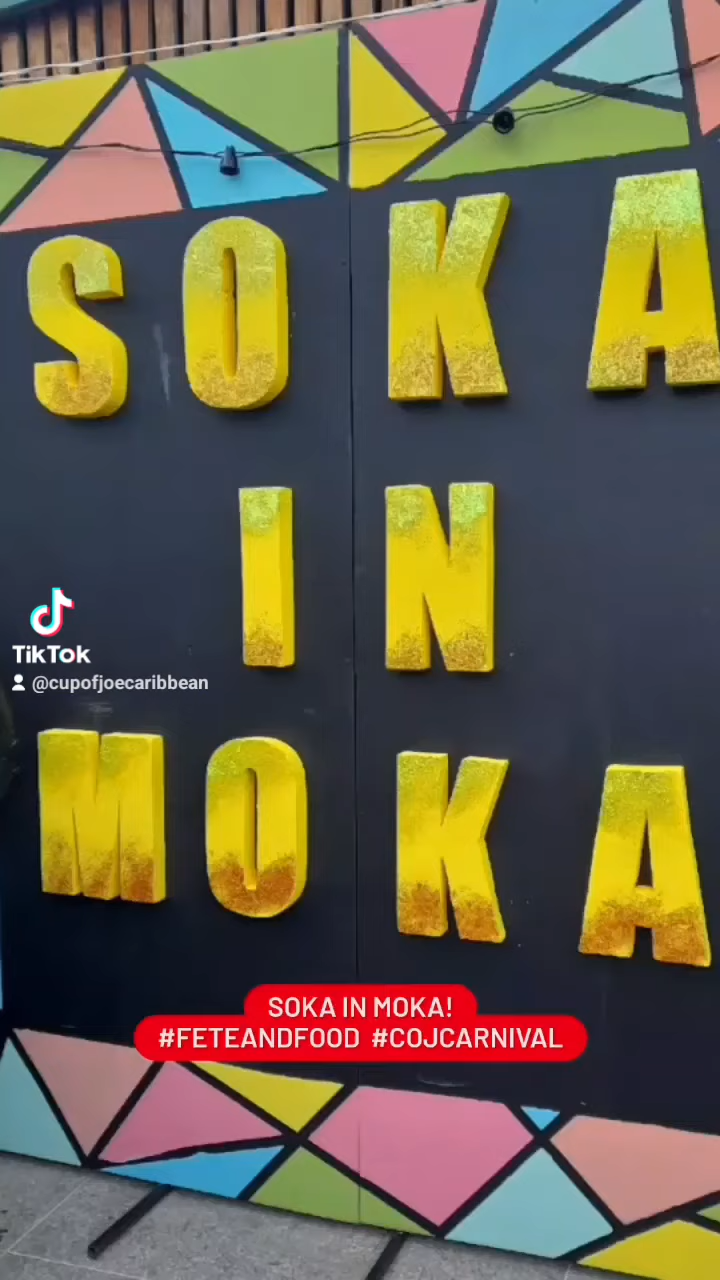 SOKA
IN
TikTok
@cupofjoecaribbean
MOKA
SOKA IN MOKA!
#FETEANDFOOD #COJCARNIVAL